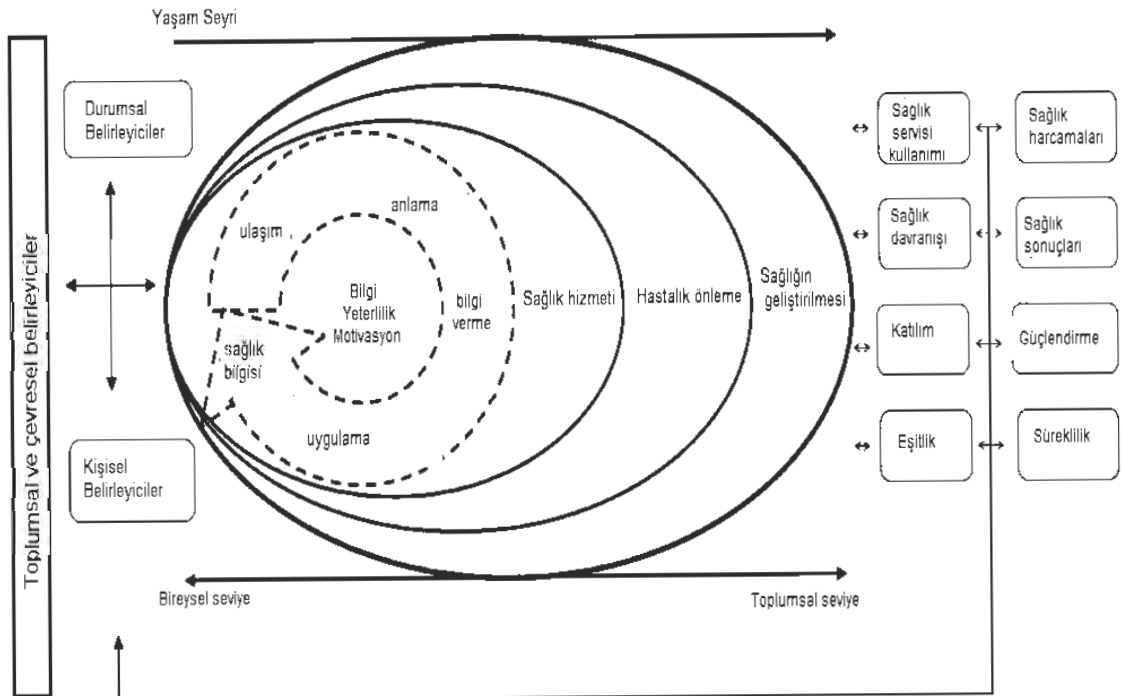 Yaşam Seyri
Toplumsal ve çevresel belirleyiciler
Durumsal
Belirleyiciler
Kişisel
Belirleyiciler
ulaşım
anlama
Bilgi
Yeterlilik
Motivasyon
bilgi
verme
sağlık
bilgisi
uygulama
Sağlık hizmeti
Hastalık önleme
Sağlığın
geliştirilmesi
Sağlık
servisi
kullanımı
Sağlık
harcamaları
Sağlık
davranışı
Sağlık
sonuçları
Katılım
Güçlendirme
Eşitlik
Süreklilik
Bireysel seviye
Toplumsal seviye